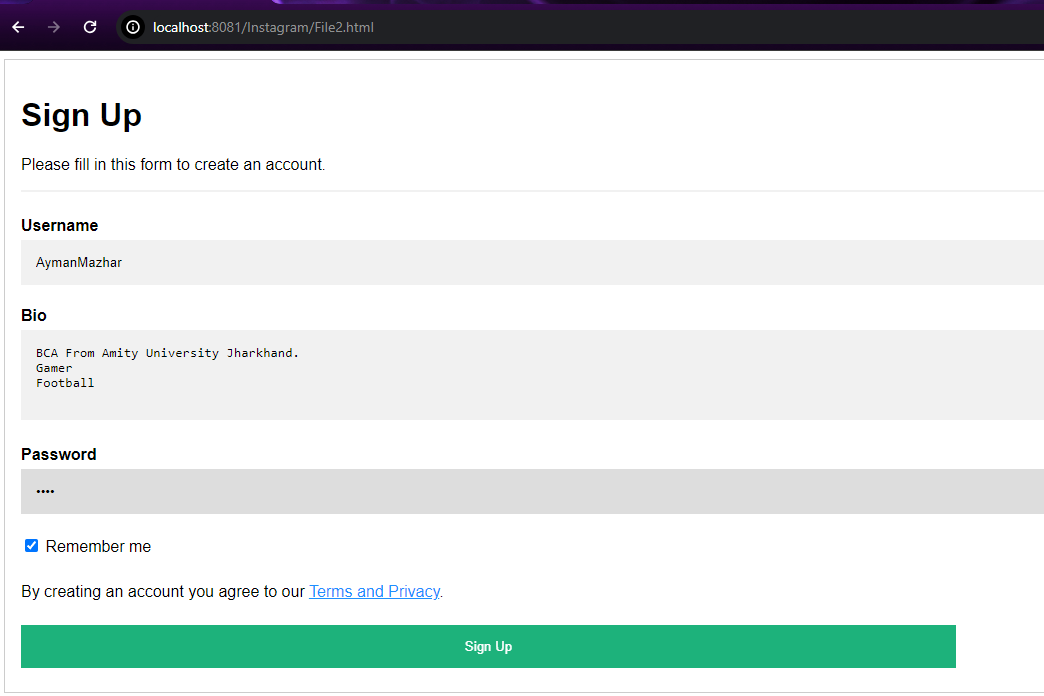 localhost:8081/Instagram/File2.html
Sign Up
Please fill in this form to create an account.
Username
AymanMazhar
Bio
BCA From Amity University Jharkhand.
Gamer
Football
Password
••••
Remember me
By creating an account you agree to our Terms and Privacy.
Sign Up